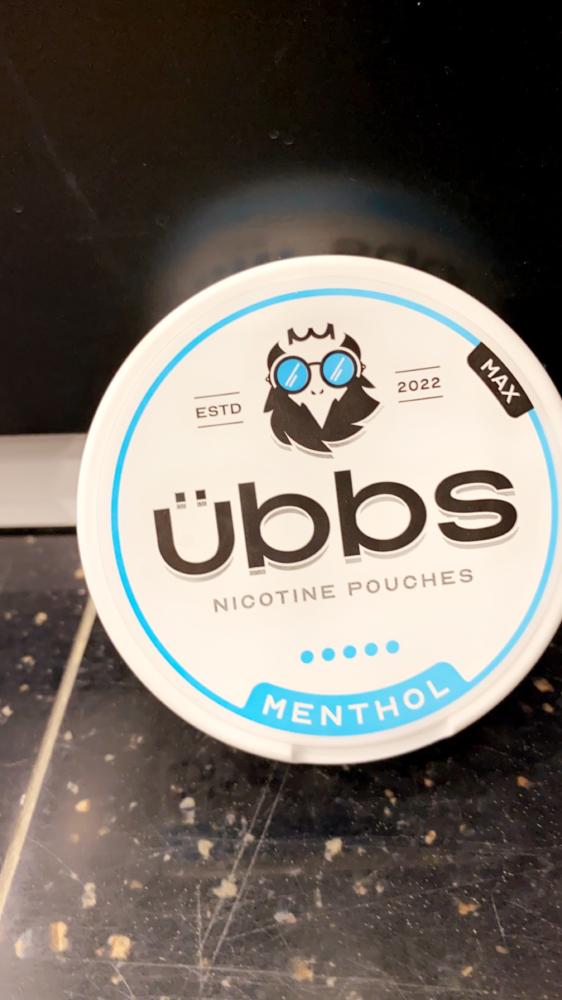 MAX
ESTD
2022
übbs
NICOTINE POUCHES
MENTHOL